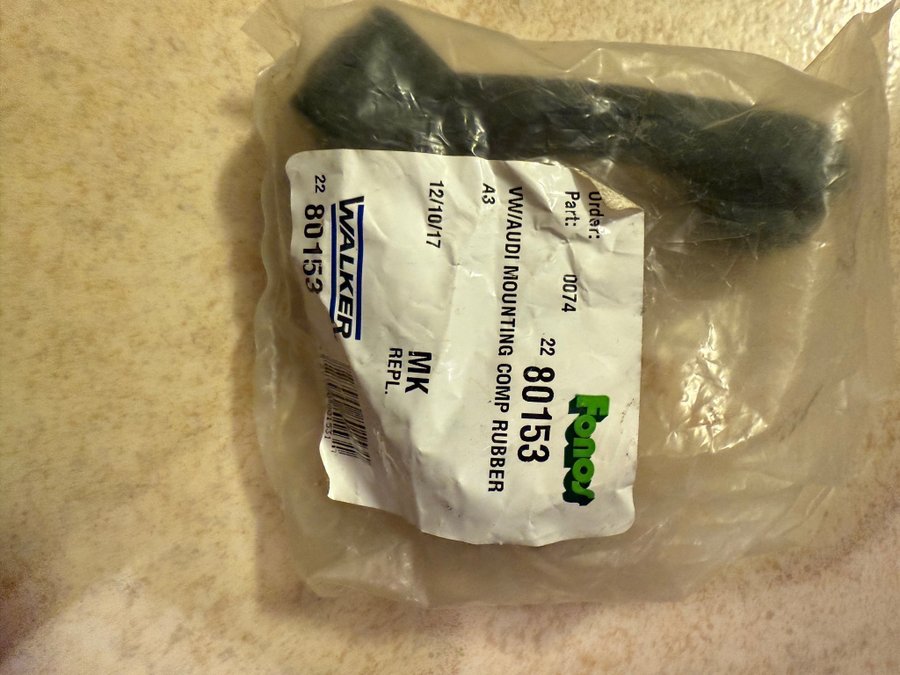 Fonos
Order: 0074
Part: 22 80153
VW/AUDI MOUNTING COMP RUBBER
A3
12/10/17 MK
REPL.
WALKER
22 80153